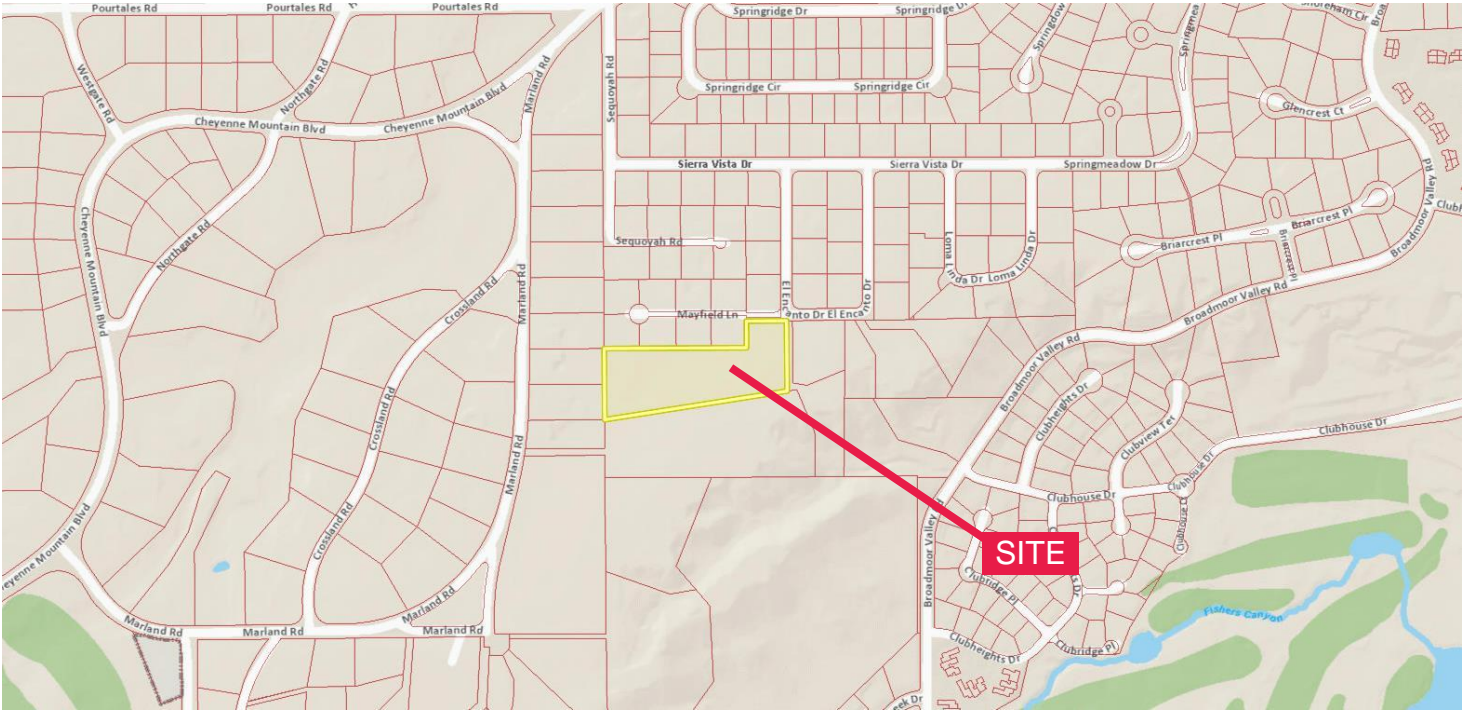 Pourtales Rd
Pourtales Rd
Pourtales Rd
Springridge Dr
Springridge Dr
Westgate Rd
Northgate Rd
Cheyenne Mountain Blvd
Cheyenne Mountain Blvd
Marland Rd
Sequoyah Rd
Springridge Cir
Springridge Cir
Glencrest Ct
Sierra Vista Dr
Sierra Vista Dr
Springmeadow Dr
Broadmoor Valley Rd
Cheyenne Mountain Blvd
Northgate Rd
Sequoyah Rd
Loma Linda Dr
Loma Linda Dr
Briarcrest Pl
Briarcrest Pl
Briarcrest Pl
Crossland Rd
Marland Rd
Mayfield Ln
El Encanto Dr
El Encanto Dr
Broadmoor Valley Rd
Broadmoor Valley Rd
Crossland Rd
Clubheights Dr
Clubview Ter
Clubhouse Dr
Marland Rd
Clubhouse Dr
Clubhouse Dr
Crossland Rd
Broadmoor Valley Rd
SITE
Cheyenne Mountain Blvd
Clubridge Pl
Fishers Canyon
Marland Rd
Marland Rd
Marland Rd
Marland Rd
Clubheights Dr
Clubridge Pl